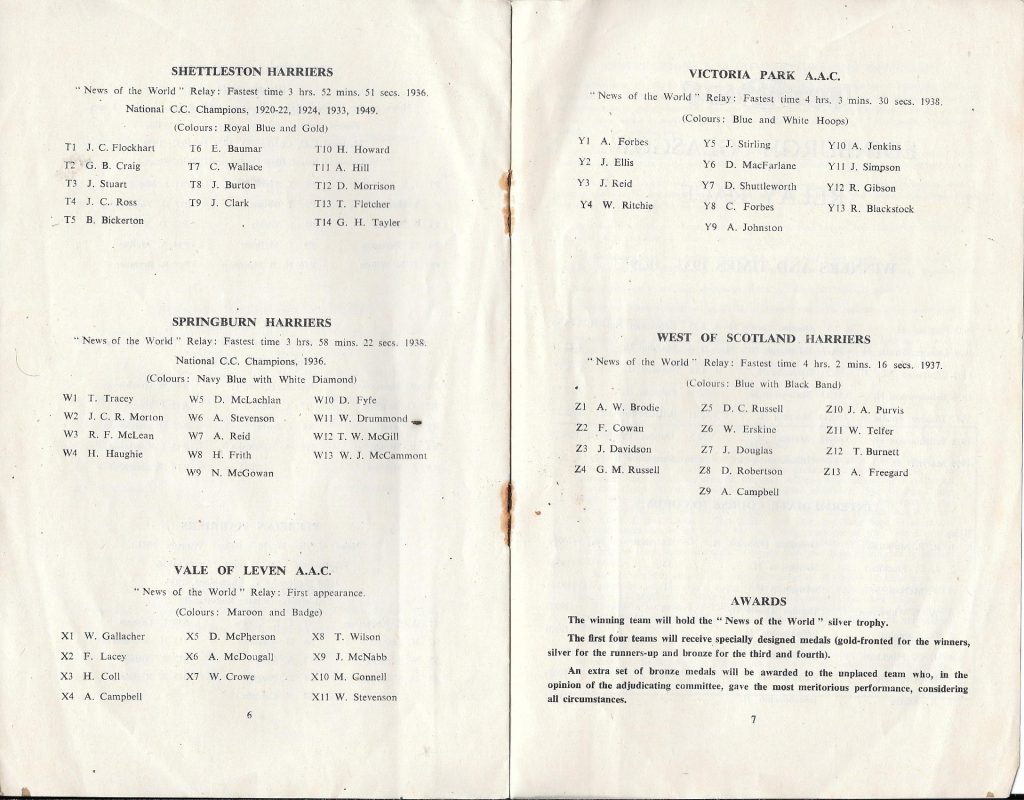 SHETTLESTON HARRIERS
"News of the World" Relay: Fastest time 3 hrs. 52 mins. 51 secs. 1936.
National C.C. Champions, 1920-22, 1924, 1933, 1949.
(Colours: Royal Blue and Gold)
T1 J. C. Flockhart T6 E. Baumar T10 H. Howard
T2 G. B. Craig T7 C. Wallace T11 A. Hill
T3 J. Stuart T8 J. Burton T12 D. Morrison
T4 J. C. Ross T9 J. Clark T13 T. Fletcher
T5 B. Bickerton T14 G. H. Tayler
SPRINGBURN HARRIERS
"News of the World" Relay: Fastest time 3 hrs. 58 mins. 22 secs. 1938.
National C.C. Champions, 1936.
(Colours: Navy Blue with White Diamond)
W1 T. Tracey W5 D. McLachlan W10 D. Fyfe
W2 J. C. R. Morton W6 A. Stevenson W11 W. Drummond
W3 R. F. McLean W7 A. Reid W12 T. W. McGill
W4 H. Haughie W8 H. Frith W13 W. J. McCammont
W9 N. McGowan
VALE OF LEVEN A.A.C.
"News of the World" Relay: First appearance.
(Colours: Maroon and Badge)
X1 W. Gallacher X5 D. McPherson X8 T. Wilson
X2 F. Lacey X6 A. McDougall X9 J. McNabb
X3 H. Coll X7 W. Crowe X10 M. Gonnell
X4 A. Campbell X11 W. Stevenson
6
VICTORIA PARK A.A.C.
"News of the World" Relay: Fastest time 4 hrs. 3 mins. 30 secs. 1938.
(Colours: Blue and White Hoops)
Y1 A. Forbes Y5 J. Stirling Y10 A. Jenkins
Y2 J. Ellis Y6 D. MacFarlane Y11 J. Simpson
Y3 J. Reid Y7 D. Shuttleworth Y12 R. Gibson
Y4 W. Ritchie Y8 C. Forbes Y13 R. Blackstock
Y9 A. Johnston
WEST OF SCOTLAND HARRIERS
"News of the World" Relay: Fastest time 4 hrs. 2 mins. 16 secs. 1937.
(Colours: Blue with Black Band)
Z1 A. W. Brodie Z5 D. C. Russell Z10 J. A. Purvis
Z2 F. Cowan Z6 W. Erskine Z11 W. Telfer
Z3 J. Davidson Z7 J. Douglas Z12 T. Burnett
Z4 G. M. Russell Z8 D. Robertson Z13 A. Freegard
Z9 A. Campbell
AWARDS
The winning team will hold the "News of the World" silver trophy.
The first four teams will receive specially designed medals (gold-fronted for the winners,
silver for the runners-up and bronze for the third and fourth).
An extra set of bronze medals will be awarded to the unplaced team who, in the
opinion of the adjudicating committee, gave the most meritorious performance, considering
all circumstances.
7